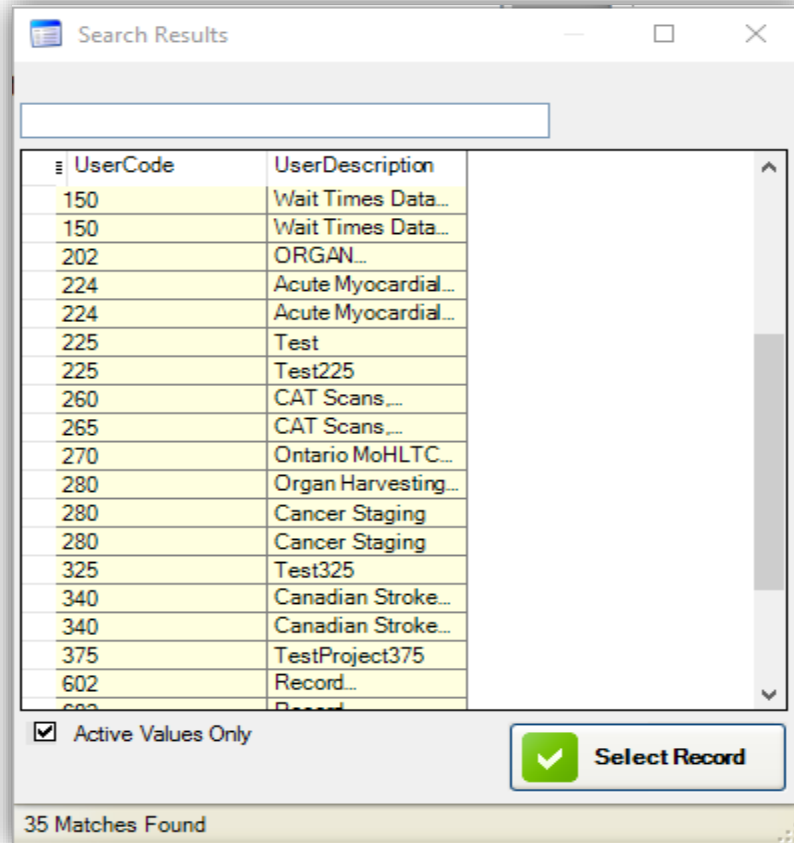 Search Results
UserCode UserDescription
150 Wait Times Data...
150 Wait Times Data...
202 ORGAN...
224 Acute Myocardial...
224 Acute Myocardial...
225 Test
225 Test225
260 CAT Scans,...
265 CAT Scans,...
270 Ontario MoHLTC...
280 Organ Harvesting...
280 Cancer Staging
280 Cancer Staging
325 Test325
340 Canadian Stroke...
340 Canadian Stroke...
375 TestProject375
602 Record...
Active Values Only
Select Record
35 Matches Found